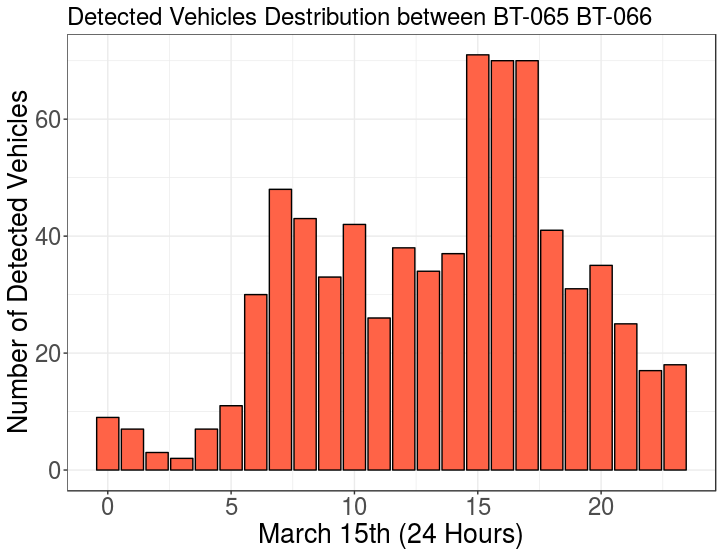 Detected Vehicles Destribution between BT-065 BT-066
Number of Detected Vehicles
60
40
20
0
0 5 10 15 20
March 15th (24 Hours)